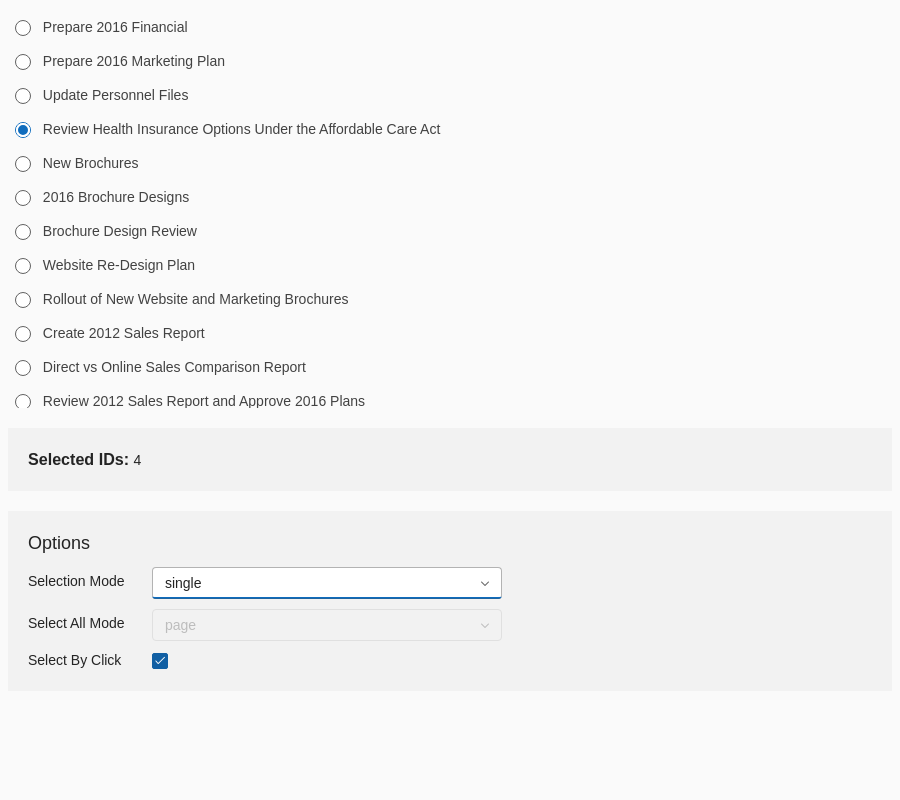 Prepare 2016 Financial
Prepare 2016 Marketing Plan
Update Personnel Files
Review Health Insurance Options Under the Affordable Care Act
New Brochures
2016 Brochure Designs
Brochure Design Review
Website Re-Design Plan
Rollout of New Website and Marketing Brochures
Create 2012 Sales Report
Direct vs Online Sales Comparison Report
Review 2012 Sales Report and Approve 2016 Plans
Selected IDs: 4
Options
Selection Mode single
Select All Mode page
Select By Click